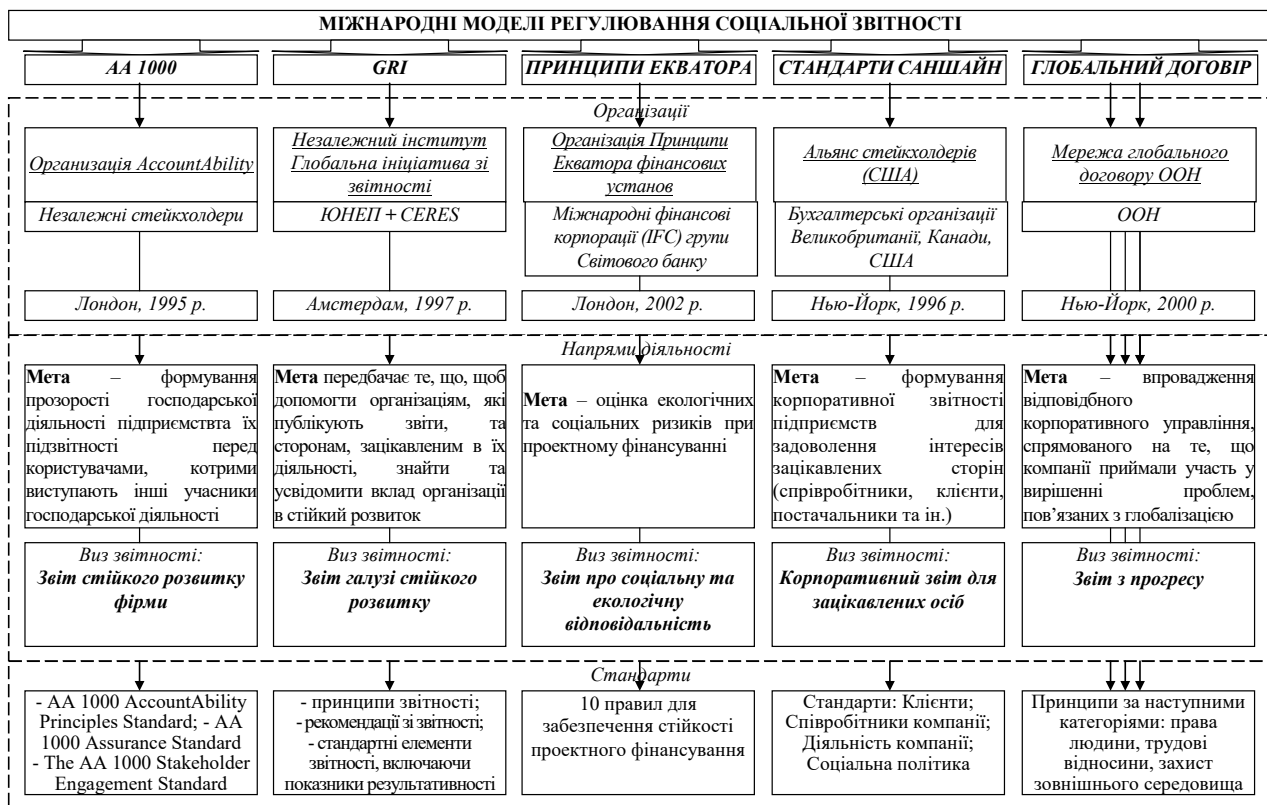 МІЖНАРОДНІ МОДЕЛІ РЕГУЛЮВАННЯ СОЦІАЛЬНОЇ ЗВІТНОСТІ
АА 1000
GRI
ПРИНЦИПИ ЕКВАТОРА
СТАНДАРТИ САНШАЙН
ГЛОБАЛЬНИЙ ДОГОВІР
Організації
Организація AccountAbility
Незалежні стейкхолдери
Незалежний інститут
Глобальна ініціатива зі
звітності
ЮНЕП + CERES
Організація Принципи
Екватора фінансових
установ
Міжнародні фінансові
корпорації (IFC) групи
Світового банку
Альянс стейкхолдерів
(США)
Бухгалтерські організації
Великобританії, Канади,
США
Мережа глобального
договору ООН
ООН
Лондон, 1995 р.
Амстердам, 1997 р.
Лондон, 2002 р.
Нью-Йорк, 1996 р.
Нью-Йорк, 2000 р.
Напрями діяльності
Мета – формування
прозорості господарської
діяльності підприємствта їх
підзвітності перед
користувачами, котрими
виступають інші учасники
господарської діяльності
Мета передбачає те, що, щоб
допомогти організаціям, які
публікують звіти, та
сторонам, зацікавленим в їх
діяльності, знайти та
усвідомити вклад організації
в стійкий розвиток
Мета – оцінка екологічних
та соціальних ризиків при
проектному фінансуванні
Мета – формування
корпоративної звітності
підприємств для
задоволення інтересів
зацікавлених сторін
(спрівробітники, клієнти,
постачальники та ін.)
Мета – впровадження
відповідбного
корпоративного управління,
спрямованого на те, що
компанії приймали участь у
вирішенні проблем,
пов’язаних з глобалізацією
Виз звітності:
Звіт стійкого розвитку
фірми
Виз звітності:
Звіт галузі стійкого
розвитку
Виз звітності:
Звіт про соціальну та
екологічну
відповідальність
Виз звітності:
Корпоративний звіт для
зацікавлених осіб
Виз звітності:
Звіт з прогресу
Стандарти
- AA 1000 AccountAbility
Principles Standard; - AA
1000 Assurance Standard
- The AA 1000 Stakeholder
Engagement Standard
- принципи звітності;
- рекомендації зі звітності;
- стандартні елементи
звітності, включаючи
показники результативності
10 правил для
забезпечення стійкості
проектного фінансування
Стандарти: Клієнти;
Співробітники компанії;
Діяльність компанії;
Соціальна політика
Принципи за наступними
категоріями: права
людини, трудові
відносини, захист
зовнішнього середовища